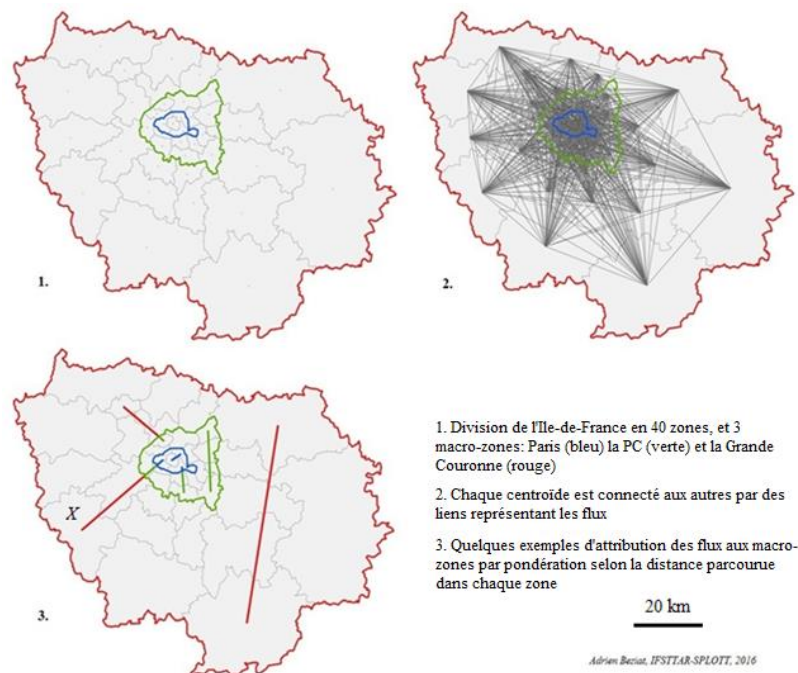 1.
2.
X
3.
1. Division de l'Ile-de-France en 40 zones, et 3
macro-zones: Paris (bleu) la PC (verte) et la Grande
Couronne (rouge)
2. Chaque centroïde est connecté aux autres par des
liens représentant les flux
3. Quelques exemples d'attribution des flux aux macro-
zones par pondération selon la distance parcourue
dans chaque zone
20 km
Adrien Beziat, IFSTTAR-SPLOTT, 2016